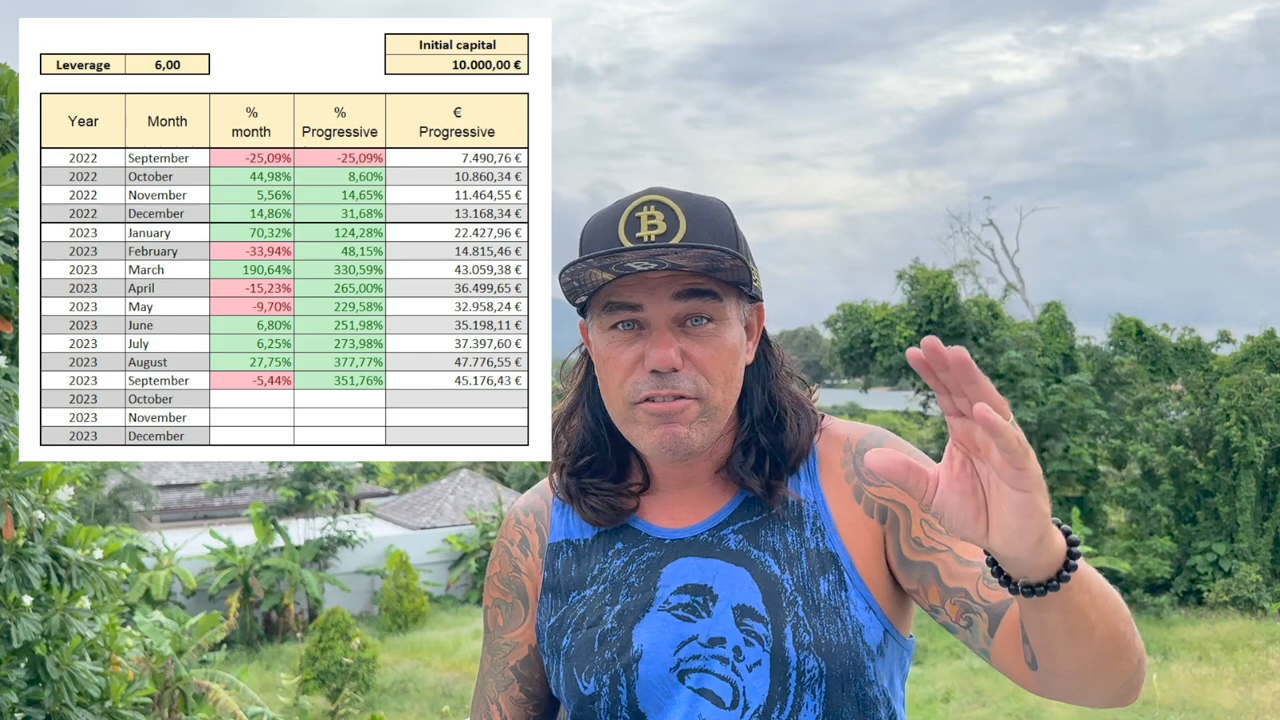 Leverage 6,00
Initial capital
10.000,00 €
Year Month % month % Progressive € Progressive
2022 September -25,09% -25,09% 7.490,76 €
2022 October 44,98% 8,60% 10.860,34 €
2022 November 5,56% 14,65% 11.464,55 €
2022 December 14,86% 31,68% 13.168,34 €
2023 January 70,32% 124,28% 22.427,96 €
2023 February -33,94% 48,15% 14.815,46 €
2023 March 190,64% 330,59% 43.059,38 €
2023 April -15,23% 265,00% 36.499,65 €
2023 May -9,70% 229,58% 32.958,24 €
2023 June 6,80% 251,98% 35.198,11 €
2023 July 6,25% 273,98% 37.397,60 €
2023 August 27,75% 377,77% 47.776,55 €
2023 September -5,44% 351,76% 45.176,43 €
2023 October
2023 November
2023 December